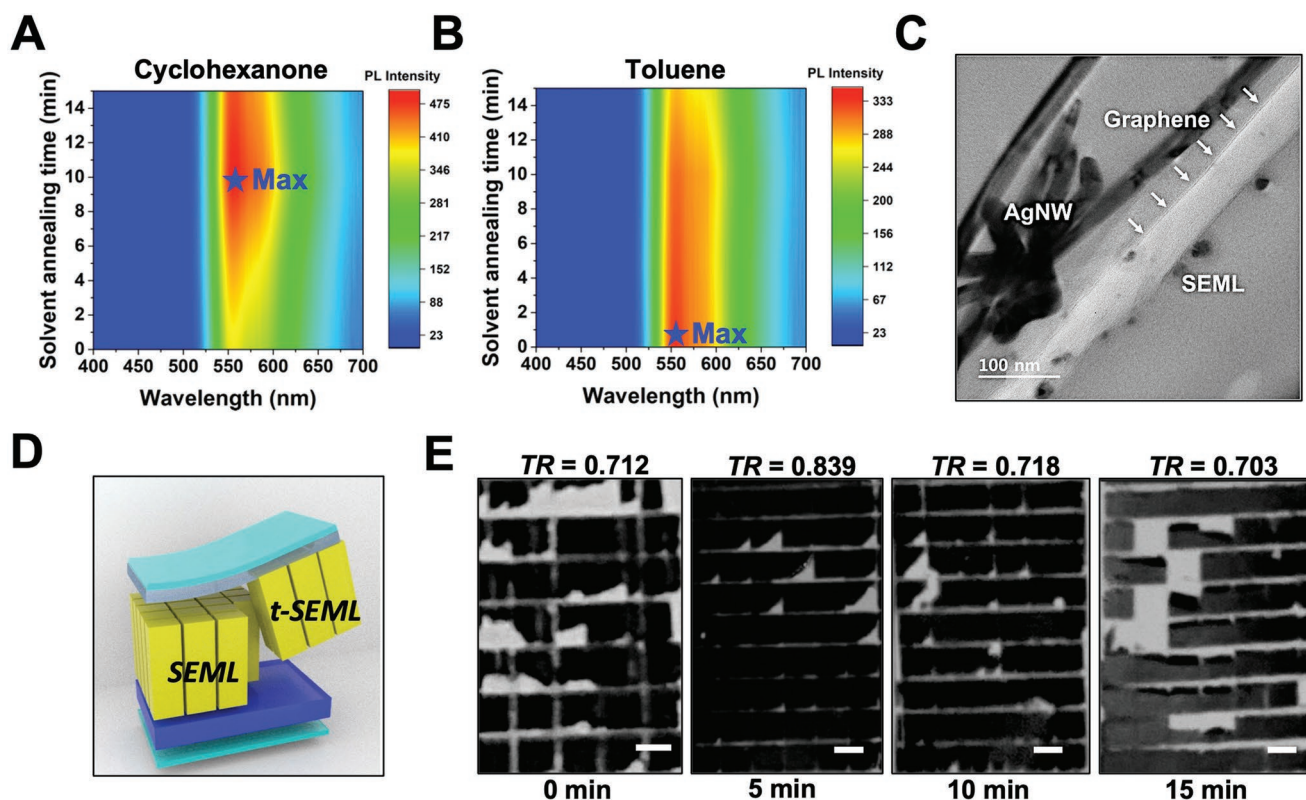 A
Cyclohexanone
PL Intensity
Solvent annealing time (min)
14
12
10
8
6
4
2
0
Max
400 450 500 550 600 650 700
Wavelength (nm)
475
410
346
281
217
152
88
23
B
Toluene
PL Intensity
Solvent annealing time (min)
14
12
10
8
6
4
2
0
Max
400 450 500 550 600 650 700
Wavelength (nm)
333
288
244
200
156
112
67
23
C
Graphene
AgNW
SEML
100 nm
D
t-SEML
SEML
E
TR = 0.712 TR = 0.839 TR = 0.718 TR = 0.703
0 min 5 min 10 min 15 min